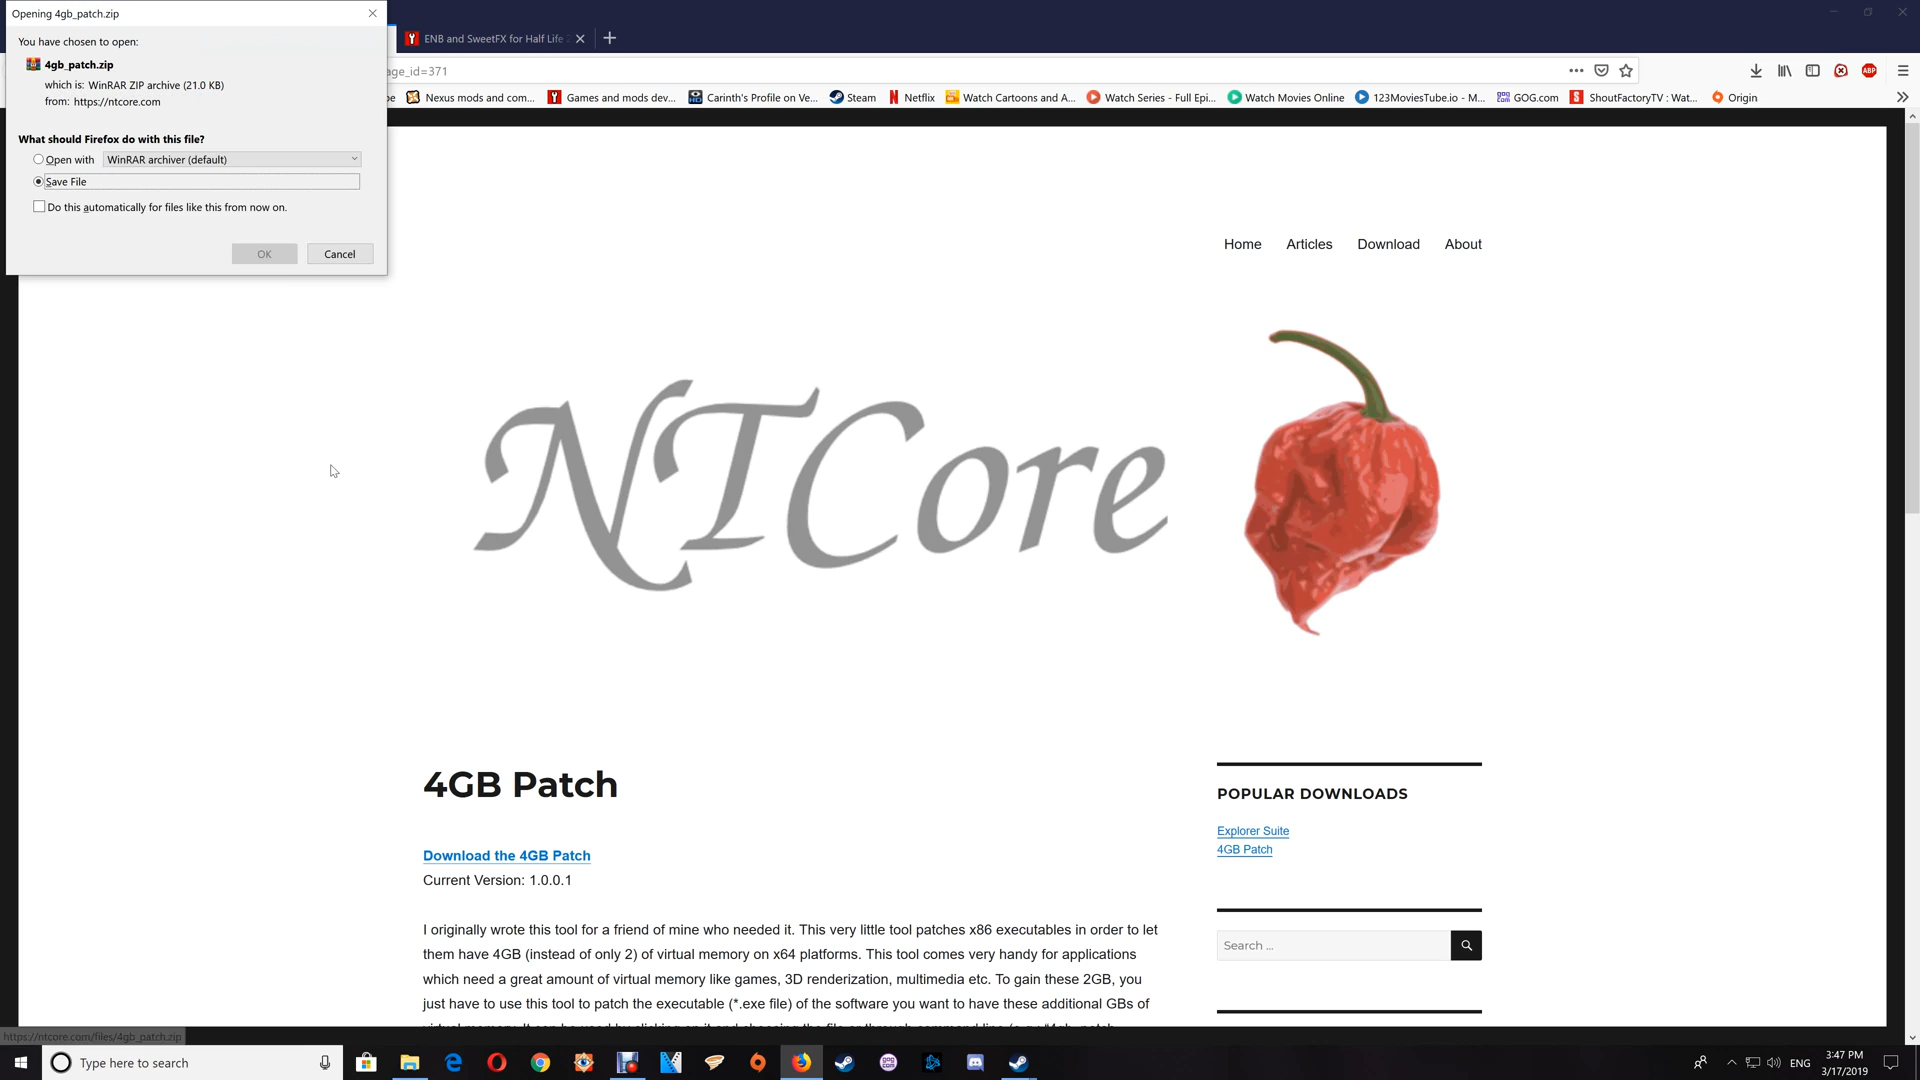 Opening 4gb_patch.zip
You have chosen to open:
4gb_patch.zip
which is: WinRAR ZIP archive (21.0 KB)
from: https://ntcore.com
What should Firefox do with this file?
Open with
WinRAR archiver (default)
Save File
Do this automatically for files like this from now on.
OK
Cancel
ENB and SweetFX for Half Life
age_id=371
Nexus mods and com...
Games and mods dev...
Carinth's Profile on Ve...
Steam
Netflix
Watch Cartoons and A...
Watch Series - Full Epi...
Watch Movies Online
123MoviesTube.io - M...
GOG.com
ShoutFactoryTV : Wat...
Origin
ABP
Home
Articles
Download
About
NTCore
4GB Patch
Download the 4GB Patch
Current Version: 1.0.0.1
I originally wrote this tool for a friend of mine who needed it. This very little tool patches x86 executables in order to let
them have 4GB (instead of only 2) of virtual memory on x64 platforms. This tool comes very handy for applications
which need a great amount of virtual memory like games, 3D renderization, multimedia etc. To gain these 2GB, you
just have to use this tool to patch the executable (*.exe file) of the software you want to have these additional GBs of
POPULAR DOWNLOADS
Explorer Suite
4GB Patch
Search ...
https://ntcore.com/files/4gb_patch.zip
Type here to search
ENG
3:47 PM
3/17/2019